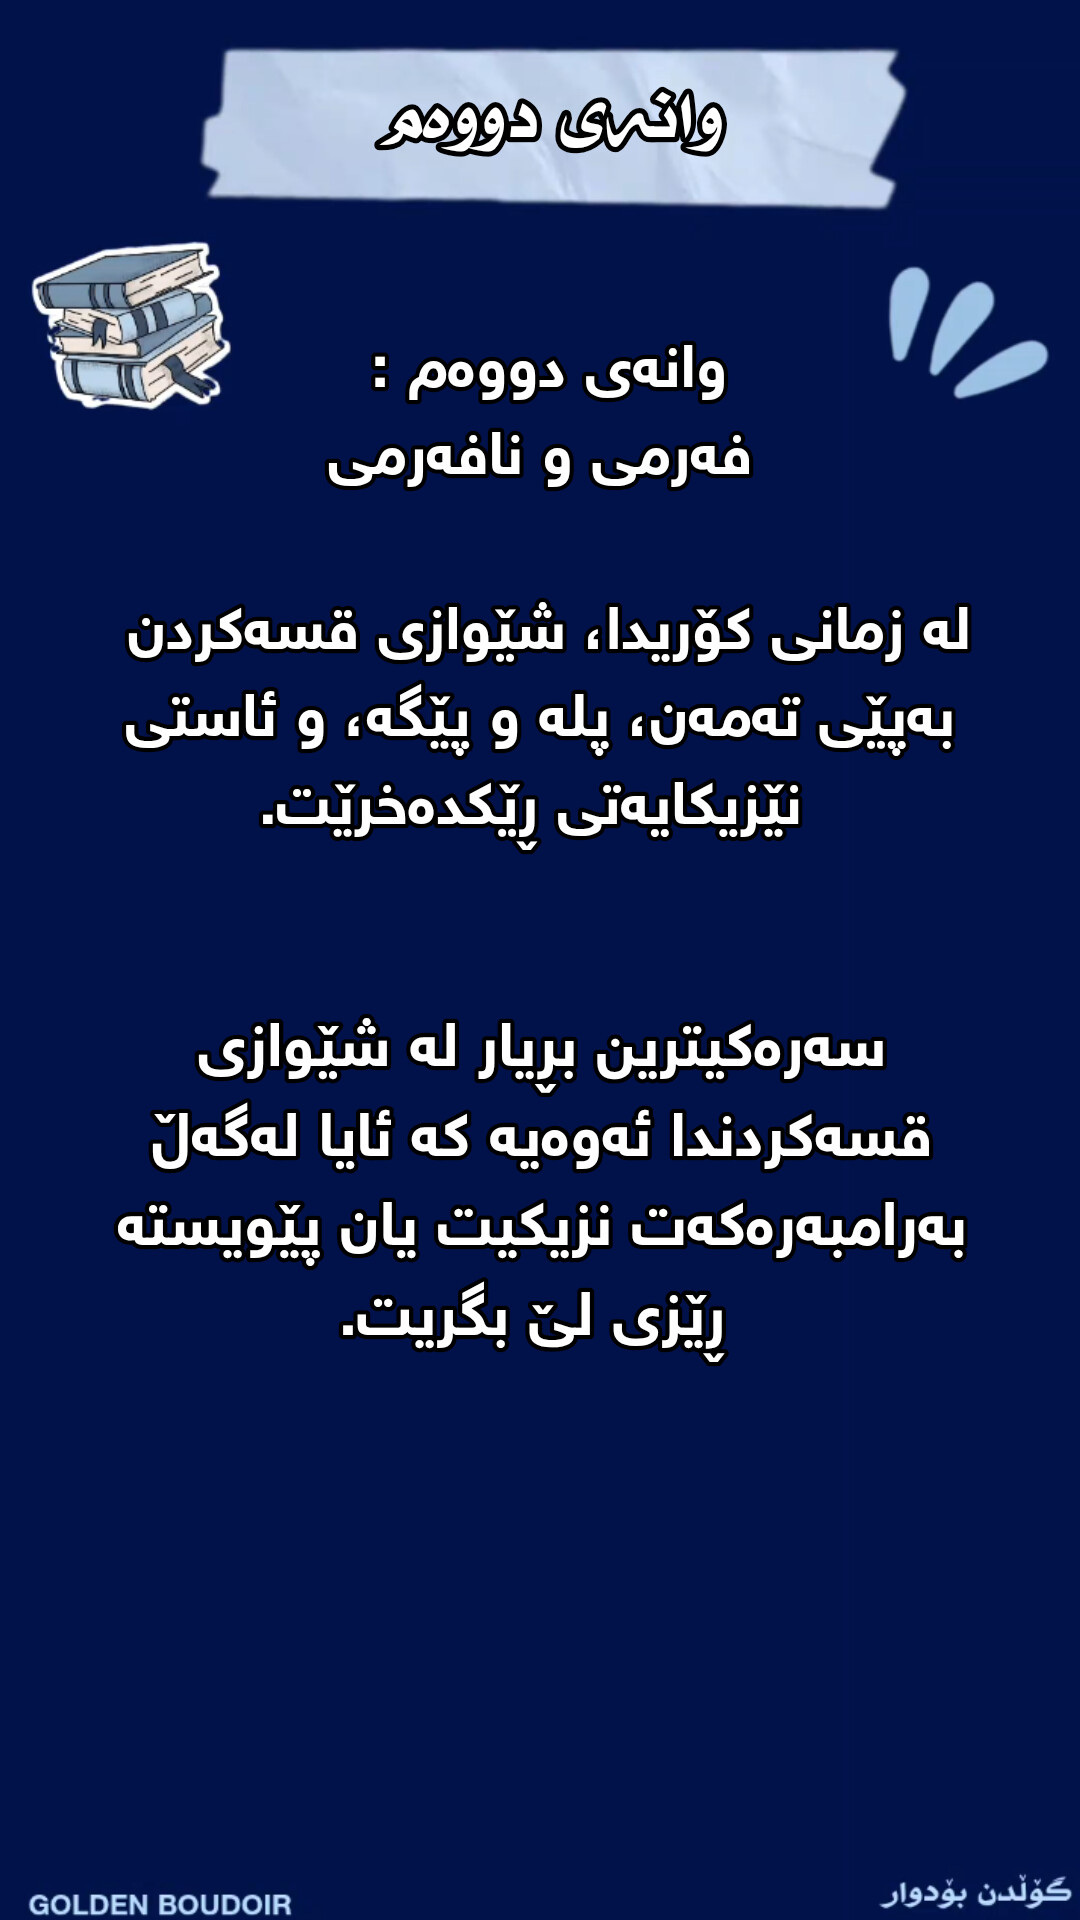 وانەی دووەم
وانەی دووەم :
فەرمی و نافەرمی
لە زمانی کۆریدا، شێوازی قسەکردن
بەپێی تەمەن، پلە و پێگە، و ئاستی
نێزیکایەتی ڕێکدەخرێت.
سەرەکیترین بڕیار لە شێوازی
قسەکردندا ئەوەیە کە ئایا لەگەڵ
بەرامبەرەکەت نزیکیت یان پێویستە
ڕێزی لێ بگریت.
GOLDEN BOUDOIR
گۆڵدن بۆدوار